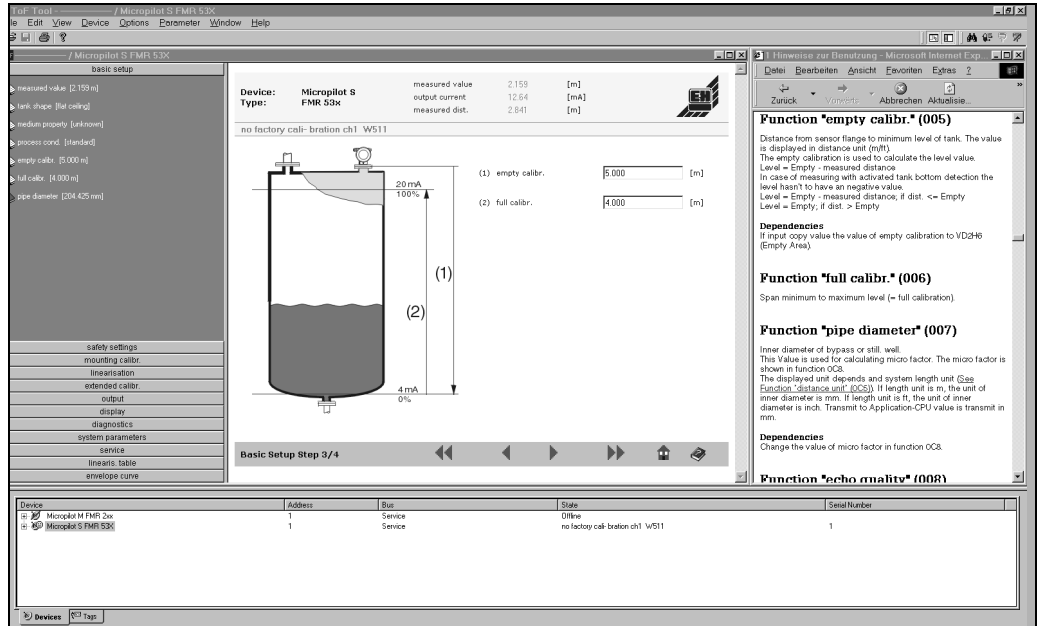 ToF Tool - / Micropilot S FMR 53X
le Edit View Device Options Parameter Window Help
/ Micropilot S FMR 53X
basic setup
measured value [2.159 m]
tank shape [flat ceiling]
medium property [unknown]
process cond. [standard]
empty calibr. [5.000 m]
full calibr. [4.000 m]
pipe diameter [204.425 mm]
safety settings
mounting calibr.
linearisation
extended calibr.
output
display
diagnostics
system parameters
service
linearis. table
envelope curve
Device: Micropilot S
Type: FMR 53x
measured value 2.159 [m]
output current 12.64 [mA]
measured dist. 2.841 [m]
EH
no factory cali- bration ch1 W511
20 mA
100%
(1)
(2)
4 mA
0%
(1) empty calibr. 5.000 [m]
(2) full calibr. 4.000 [m]
Basic Setup Step 3/4
1 Hinweise zur Benutzung - Microsoft Internet Exp...
Datei Bearbeiten Ansicht Favoriten Extras ?
Zurück Vorwärts Abbrechen Aktualisie...
Function "empty calibr." (005)
Distance from sensor flange to minimum level of tank. The value
is displayed in distance unit (m/ft).
The empty calibration is used to calculate the level value.
Level = Empty - measured distance
In case of measuring with activated tank bottom detection the
level hasn't to have an negative value.
Level = Empty - measured distance; if dist. <= Empty
Level = Empty; if dist. > Empty
Dependencies
If input copy value the value of empty calibration to VD2H6
(Empty Area).
Function "full calibr." (006)
Span minimum to maximum level (= full calibration).
Function "pipe diameter" (007)
Inner diameter of bypass or still. well.
This Value is used for calculating micro factor. The micro factor is
shown in function 0C8.
The displayed unit depends and system length unit (See
Function "distance unit" (0C5)). If length unit is m, the unit of
inner diameter is mm. If length unit is ft, the unit of inner
diameter is inch. Transmit to Application-CPU value is transmit in
mm.
Dependencies
Change the value of micro factor in function 0C8.
Function "echo quality" (008)
Device Address Bus State Serial Number
Micropilot M FMR 2xx 1 Service Offline
Micropilot S FMR 53X 1 Service no factory cali- bration ch1 W511 1
Devices Tags